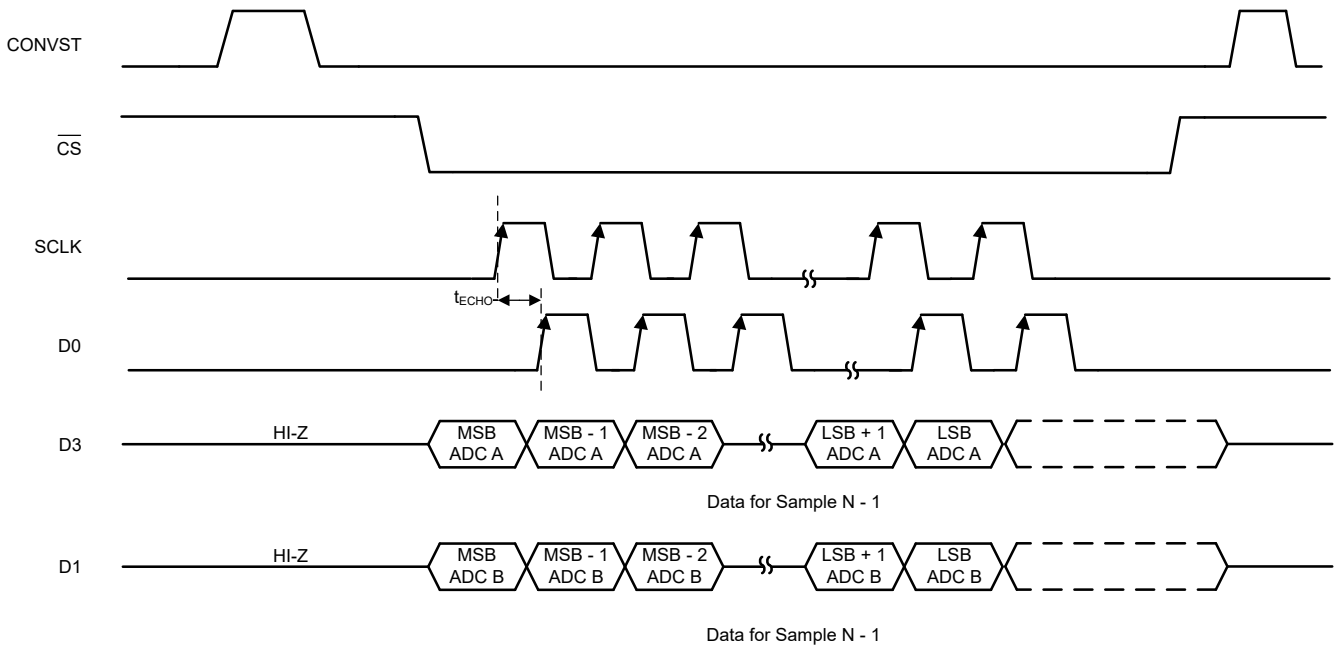 CONVST
CS
SCLK
tECHO
D0
D3
HI-Z
MSB
ADC A
MSB - 1
ADC A
MSB - 2
ADC A
LSB + 1
ADC A
LSB
ADC A
Data for Sample N - 1
D1
HI-Z
MSB
ADC B
MSB - 1
ADC B
MSB - 2
ADC B
LSB + 1
ADC B
LSB
ADC B
Data for Sample N - 1